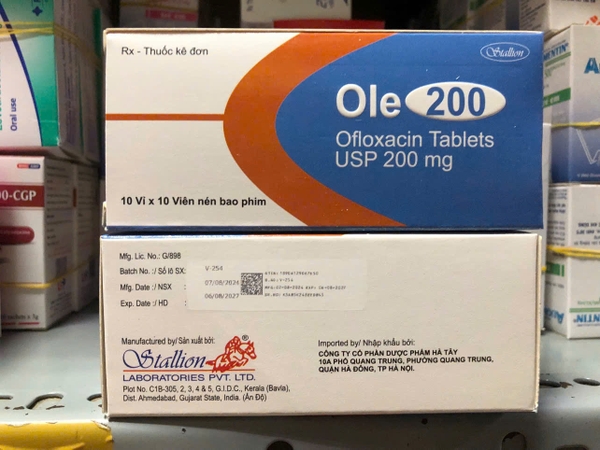 Oral use
00-CGP
Rx - Thuốc kê đơn
Stallion
Ole 200
Ofloxacin Tablets
USP 200 mg
10 Vỉ x 10 Viên nén bao phim
Mfg. Lic. No.: G/898
Batch No.: / Số lô SX: V-254
Mfg. Date / NSX 07/08/2024
Exp. Date / HD 06/08/2027
Manufactured by/ Sản xuất bởi:
Stallion
LABORATORIES PVT. LTD.
Plot No. C1B-305, 2, 3, 4 & 5, G.I.D.C., Kerala (Bavla),
Dist. Ahmedabad, Gujarat State, India. (Ấn Độ)
Imported by/ Nhập khẩu bởi:
CÔNG TY CỔ PHẦN DƯỢC PHẨM HÀ TÂY
10A PHỐ QUANG TRUNG, PHƯỜNG QUANG TRUNG,
QUẬN HÀ ĐÔNG, TP HÀ NỘI.